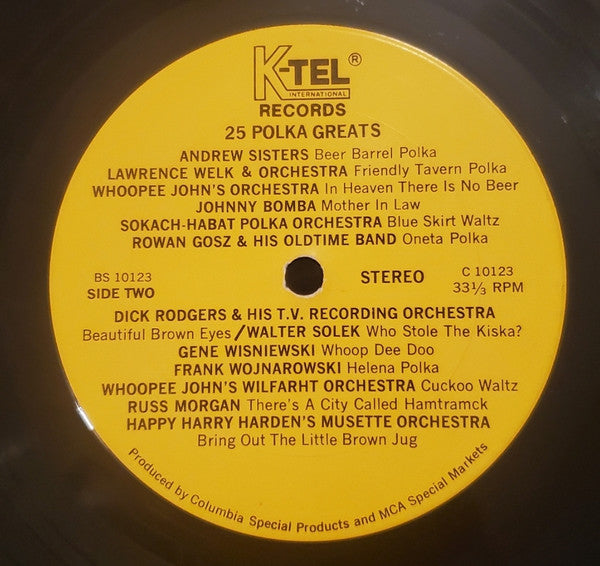 K-TEL®
INTERNATIONAL
RECORDS
25 POLKA GREATS
ANDREW SISTERS Beer Barrel Polka
LAWRENCE WELK & ORCHESTRA Friendly Tavern Polka
WHOOPEE JOHN'S ORCHESTRA In Heaven There Is No Beer
JOHNNY BOMBA Mother In Law
SOKACH-HABAT POLKA ORCHESTRA Blue Skirt Waltz
ROWAN GOSZ & HIS OLDTIME BAND Oneta Polka
BS 10123
SIDE TWO
STEREO
C 10123
33⅓ RPM
DICK RODGERS & HIS T.V. RECORDING ORCHESTRA
Beautiful Brown Eyes/WALTER SOLEK Who Stole The Kiska?
GENE WISNIEWSKI Whoop Dee Doo
FRANK WOJNAROWSKI Helena Polka
WHOOPEE JOHN'S WILFARHT ORCHESTRA Cuckoo Waltz
RUSS MORGAN There's A City Called Hamtramck
HAPPY HARRY HARDEN'S MUSETTE ORCHESTRA
Bring Out The Little Brown Jug
Produced by Columbia Special Products and MCA Special Markets